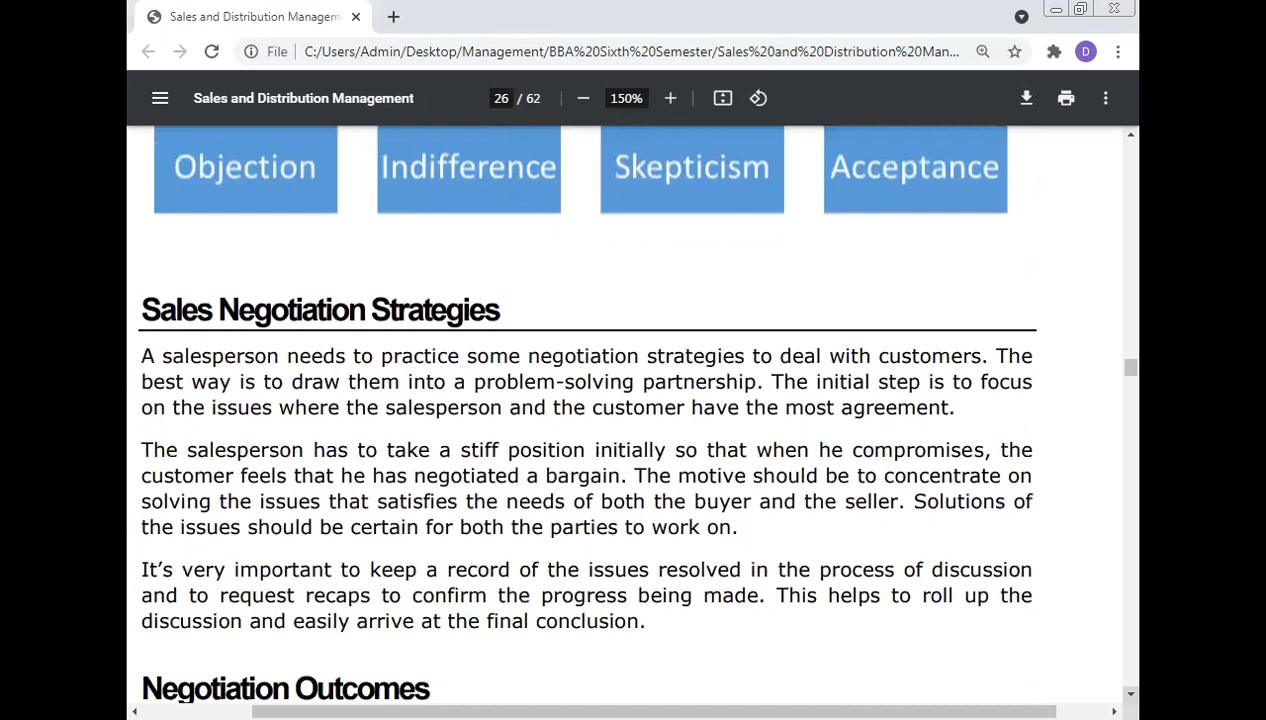 Sales and Distribution Managem
File C:/Users/Admin/Desktop/Management/BBA%20Sixth%20Semester/Sales%20and%20Distribution%20Man... D
Sales and Distribution Management 26 / 62 150%
Objection Indifference Skepticism Acceptance
Sales Negotiation Strategies
A salesperson needs to practice some negotiation strategies to deal with customers. The
best way is to draw them into a problem-solving partnership. The initial step is to focus
on the issues where the salesperson and the customer have the most agreement.
The salesperson has to take a stiff position initially so that when he compromises, the
customer feels that he has negotiated a bargain. The motive should be to concentrate on
solving the issues that satisfies the needs of both the buyer and the seller. Solutions of
the issues should be certain for both the parties to work on.
It’s very important to keep a record of the issues resolved in the process of discussion
and to request recaps to confirm the progress being made. This helps to roll up the
discussion and easily arrive at the final conclusion.
Negotiation Outcomes